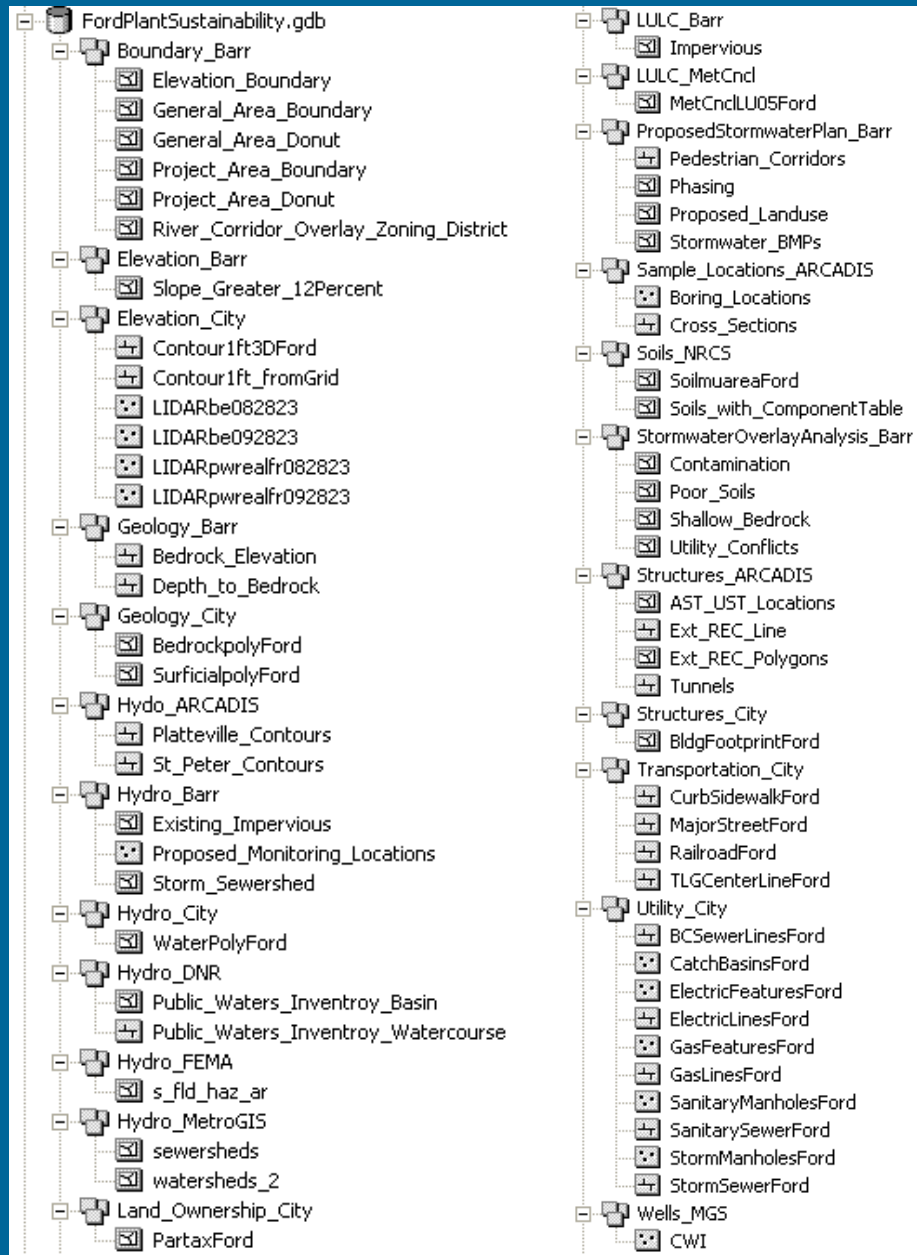 FordPlantSustainability.gdb
Boundary_Barr
Elevation_Boundary
General_Area_Boundary
General_Area_Donut
Project_Area_Boundary
Project_Area_Donut
River_Corridor_Overlay_Zoning_District
Elevation_Barr
Slope_Greater_12Percent
Elevation_City
Contour1ft3DFord
Contour1ft_fromGrid
LIDARbe082823
LIDARbe092823
LIDARpwrealfr082823
LIDARpwrealfr092823
Geology_Barr
Bedrock_Elevation
Depth_to_Bedrock
Geology_City
BedrockpolyFord
SurficialpolyFord
Hydo_ARCADIS
Platteville_Contours
St_Peter_Contours
Hydro_Barr
Existing_Impervious
Proposed_Monitoring_Locations
Storm_Sewershed
Hydro_City
WaterPolyFord
Hydro_DNR
Public_Waters_Inventroy_Basin
Public_Waters_Inventroy_Watercourse
Hydro_FEMA
s_fld_haz_ar
Hydro_MetroGIS
sewersheds
watersheds_2
Land_Ownership_City
PartaxFord
LULC_Barr
Impervious
LULC_MetCncl
MetCnclLU05Ford
ProposedStormwaterPlan_Barr
Pedestrian_Corridors
Phasing
Proposed_Landuse
Stormwater_BMPs
Sample_Locations_ARCADIS
Boring_Locations
Cross_Sections
Soils_NRCS
SoilmuareaFord
Soils_with_ComponentTable
StormwaterOverlayAnalysis_Barr
Contamination
Poor_Soils
Shallow_Bedrock
Utility_Conflicts
Structures_ARCADIS
AST_UST_Locations
Ext_REC_Line
Ext_REC_Polygons
Tunnels
Structures_City
BldgFootprintFord
Transportation_City
CurbSidewalkFord
MajorStreetFord
RailroadFord
TLGCenterLineFord
Utility_City
BCSewerLinesFord
CatchBasinsFord
ElectricFeaturesFord
ElectricLinesFord
GasFeaturesFord
GasLinesFord
SanitaryManholesFord
SanitarySewerFord
StormManholesFord
StormSewerFord
Wells_MGS
CWI